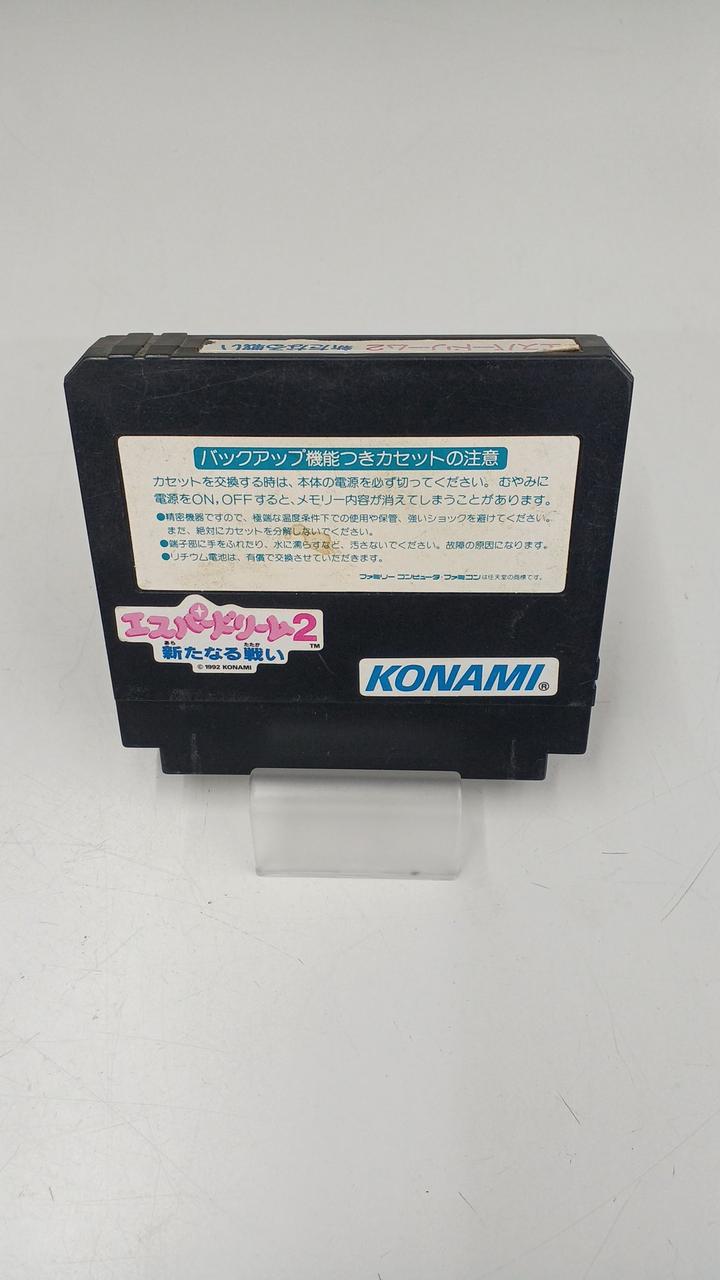 エスパードリーム2 新たなる戦い
バックアップ機能つきカセットの注意
カセットを交換する時は、本体の電源を必ず切ってください。むやみに
電源をON,OFFすると、メモリー内容が消えてしまうことがあります。
●精密機器ですので、極端な温度条件下での使用や保管、強いショックを避けてください。
また、絶対にカセットを分解しないでください。
●端子部に手をふれたり、水に濡らすなど、汚さないでください。故障の原因になります。
●リチウム電池は、有償で交換させていただきます。
ファミリーコンピュータ・ファミコンは任天堂の商標です。
エスパードリーム2
TM
あら たたか
新たなる戦い
© 1992 KONAMI
KONAMI®